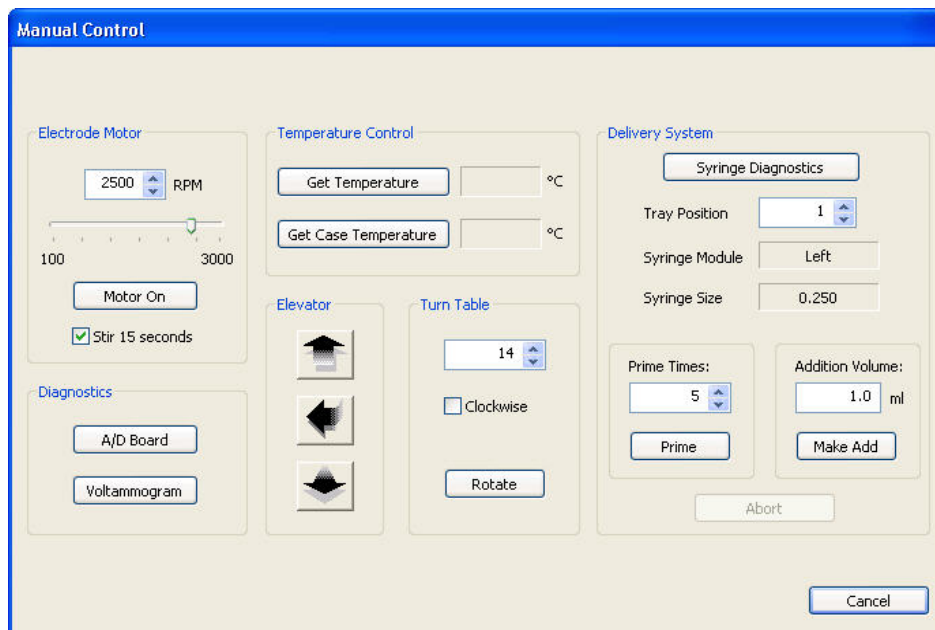 Manual Control
Electrode Motor
2500 RPM
100 3000
Motor On
Stir 15 seconds
Diagnostics
A/D Board
Voltammogram
Temperature Control
Get Temperature °C
Get Case Temperature °C
Elevator
Turn Table
14
Clockwise
Rotate
Delivery System
Syringe Diagnostics
Tray Position 1
Syringe Module Left
Syringe Size 0.250
Prime Times:
5
Prime
Addition Volume:
1.0 ml
Make Add
Abort
Cancel